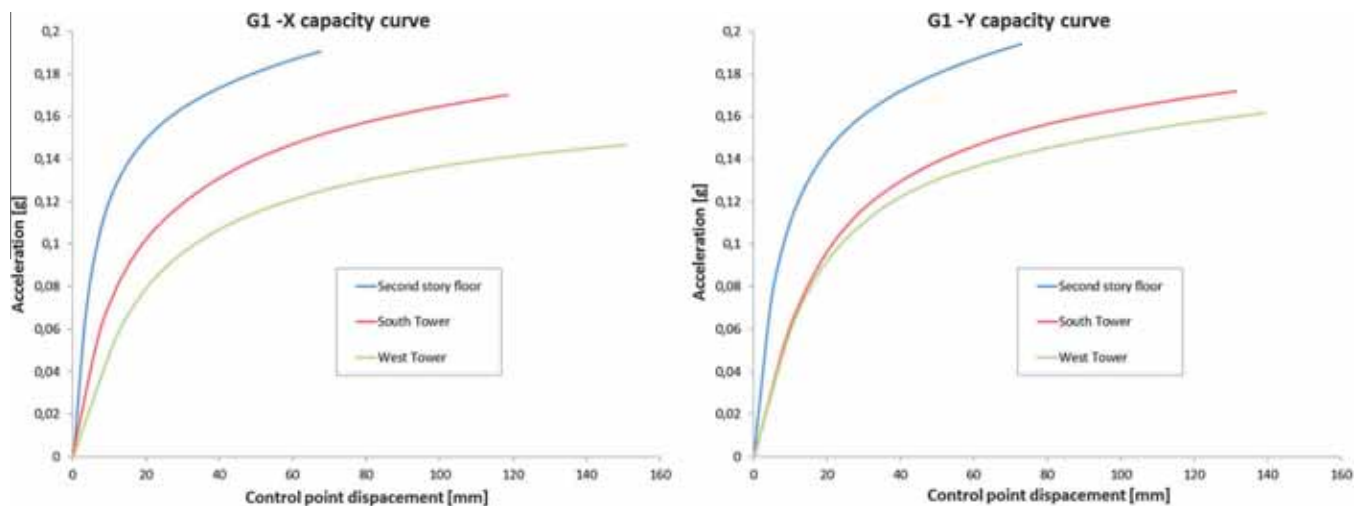 G1 -X capacity curve
0,2
0,18
0,16
0,14
0,12
0,1
0,08
0,06
0,04
0,02
0
Acceleration [g]
Second story floor
South Tower
West Tower
0 20 40 60 80 100 120 140 160
Control point dispacement [mm]
G1 -Y capacity curve
0,2
0,18
0,16
0,14
0,12
0,1
0,08
0,06
0,04
0,02
0
Acceleration [g]
Second story floor
South Tower
West Tower
0 20 40 60 80 100 120 140 160
Control point dispacement [mm]